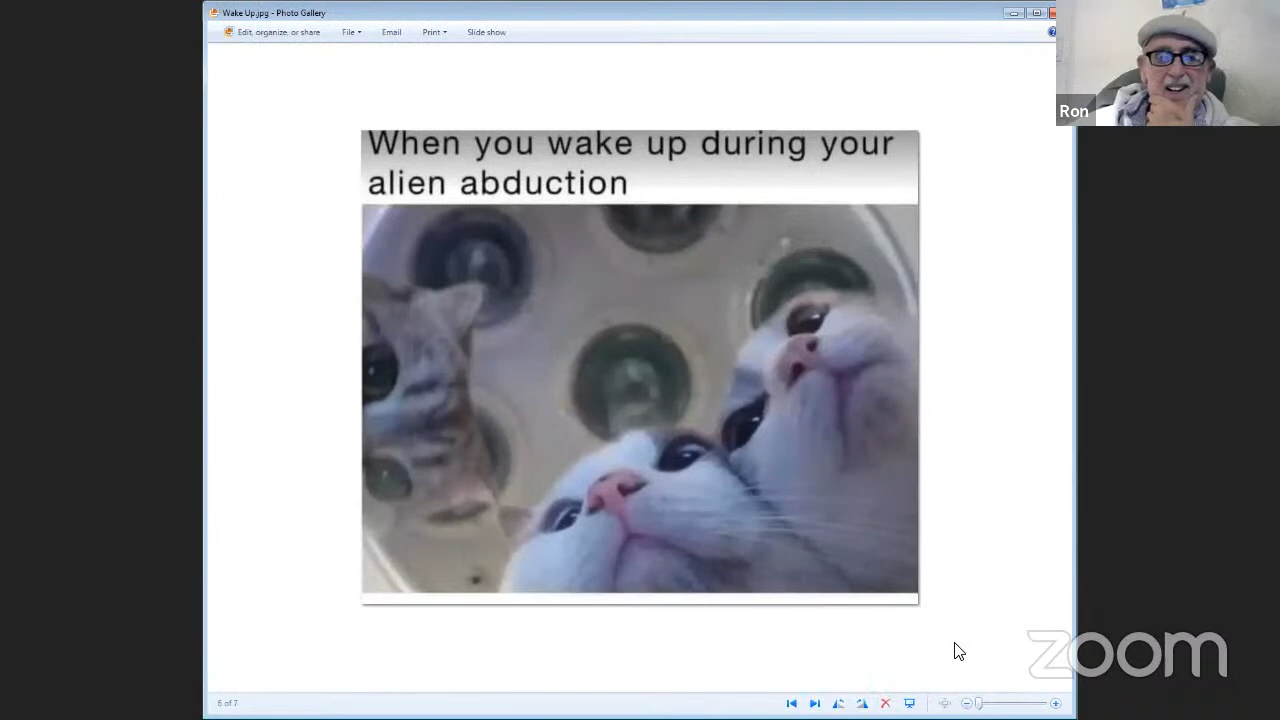 Wake Up.jpg - Photo Gallery
Edit, organize, or share File Email Print Slide show
Ron
When you wake up during your
alien abduction
zoom
6 of 7